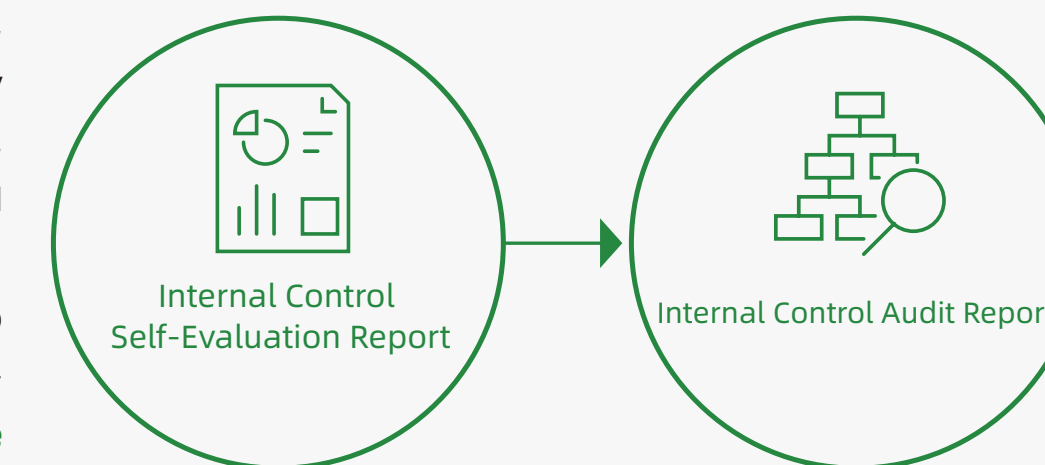 Internal Control
Self-Evaluation Report
Internal Control Audit Repor